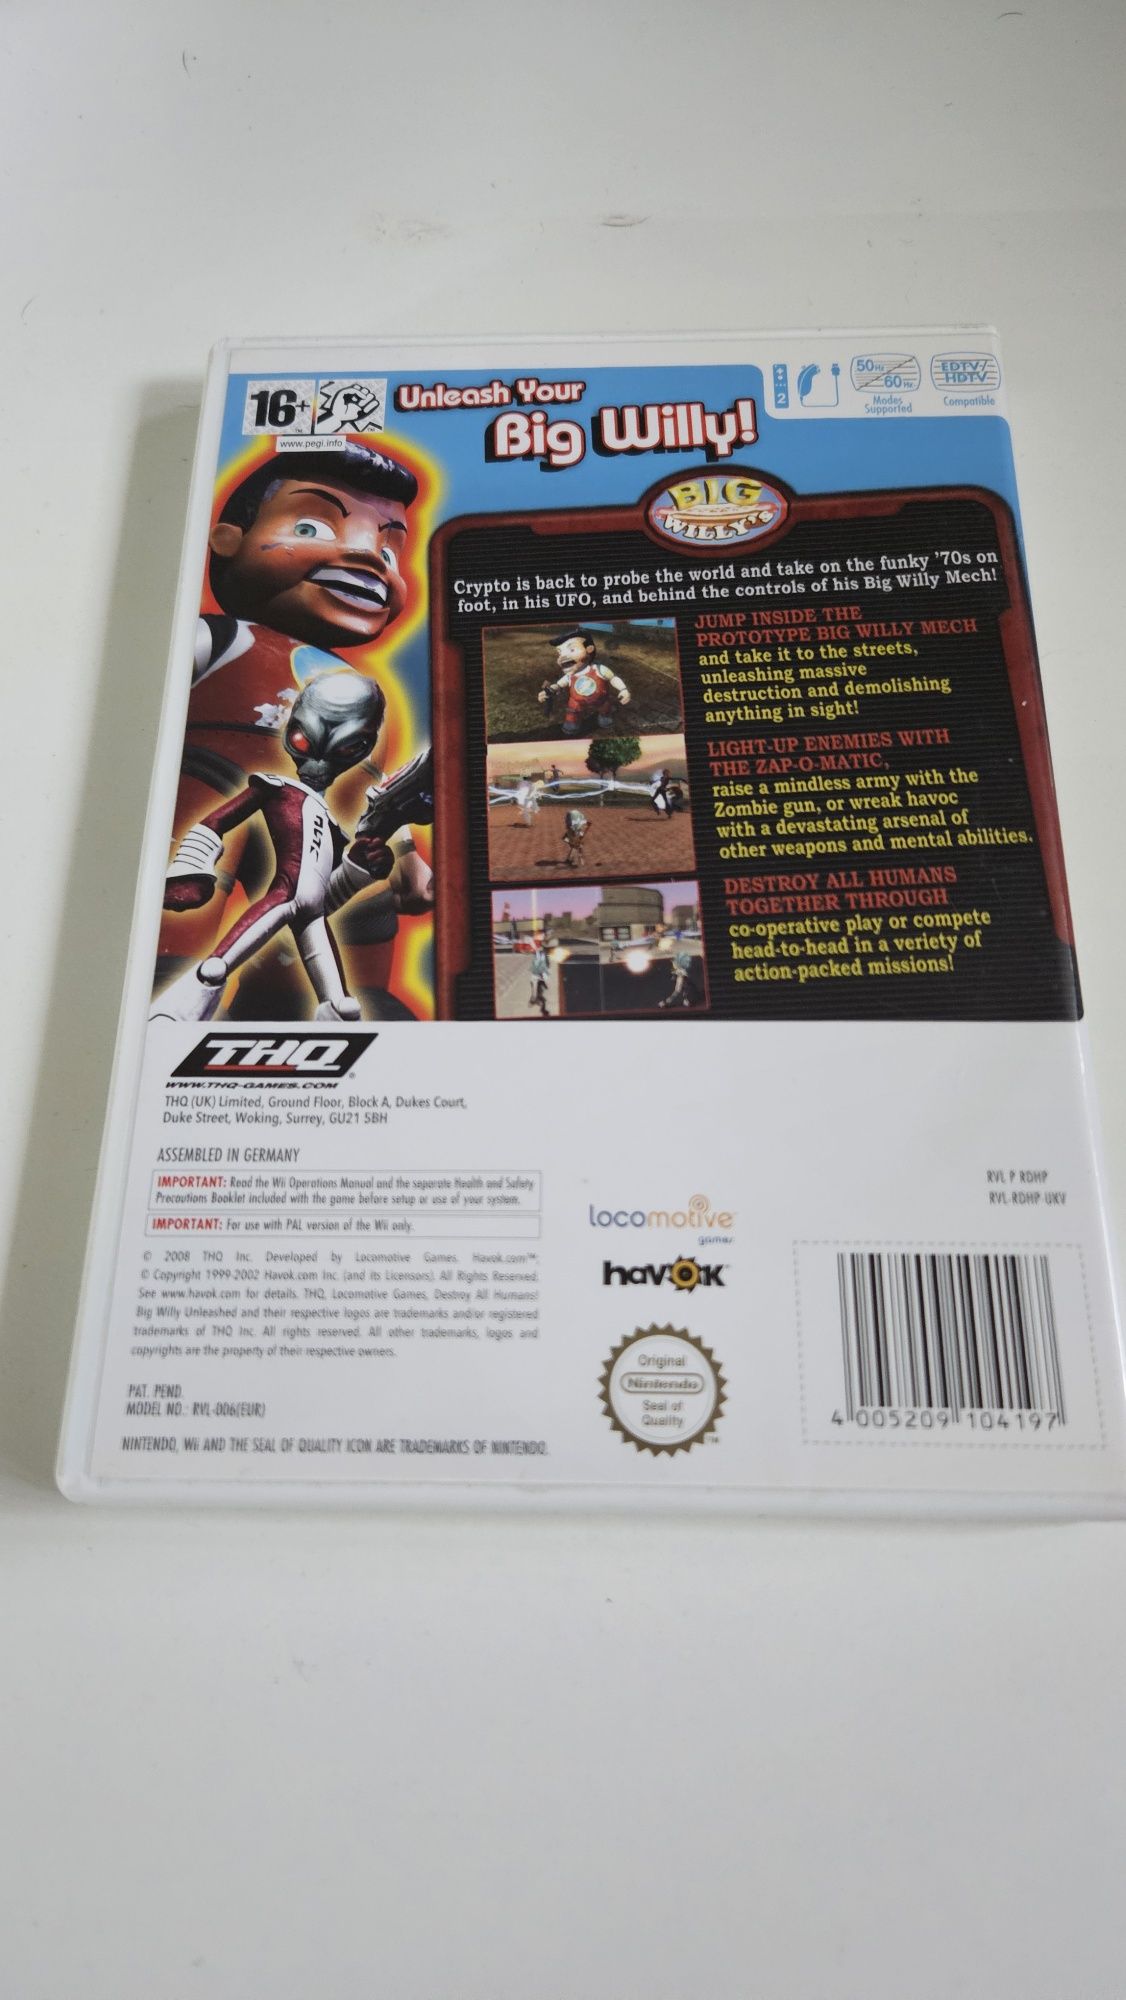 16+
www.pegi.info
Unleash Your
Big Willy!
2
50Hz
60Hz
Modes
Supported
EDTV/
HDTV
Compatible
BIG
WILLY'S
Crypto is back to probe the world and take on the funky '70s on
foot, in his UFO, and behind the controls of his Big Willy Mech!
JUMP INSIDE THE
PROTOTYPE BIG WILLY MECH
and take it to the streets,
unleashing massive
destruction and demolishing
anything in sight!
LIGHT-UP ENEMIES WITH
THE ZAP-O-MATIC,
raise a mindless army with the
Zombie gun, or wreak havoc
with a devastating arsenal of
other weapons and mental abilities.
DESTROY ALL HUMANS
TOGETHER THROUGH
co-operative play or compete
head-to-head in a veriety of
action-packed missions!
THQ
WWW.THQ-GAMES.COM
THQ (UK) Limited, Ground Floor, Block A, Dukes Court,
Duke Street, Woking, Surrey, GU21 5BH
ASSEMBLED IN GERMANY
IMPORTANT: Read the Wii Operations Manual and the separate Health and Safety
Precautions Booklet included with the game before setup or use of your system.
IMPORTANT: For use with PAL version of the Wii only.
© 2008 THQ Inc. Developed by Locomotive Games. Havok.com™;
© Copyright 1999-2002 Havok.com Inc. (and its Licensors). All Rights Reserved.
See www.havok.com for details. THQ, Locomotive Games, Destroy All Humans!
Big Willy Unleashed and their respective logos are trademarks and/or registered
trademarks of THQ Inc. All rights reserved. All other trademarks, logos and
copyrights are the property of their respective owners.
PAT. PEND.
MODEL NO.: RVL-006(EUR)
NINTENDO, Wii AND THE SEAL OF QUALITY ICON ARE TRADEMARKS OF NINTENDO.
locomotive
games
havok™
Original
Nintendo
Seal of
Quality
™
RVL P RDHP
RVL-RDHP-UKV
4 005209 104197